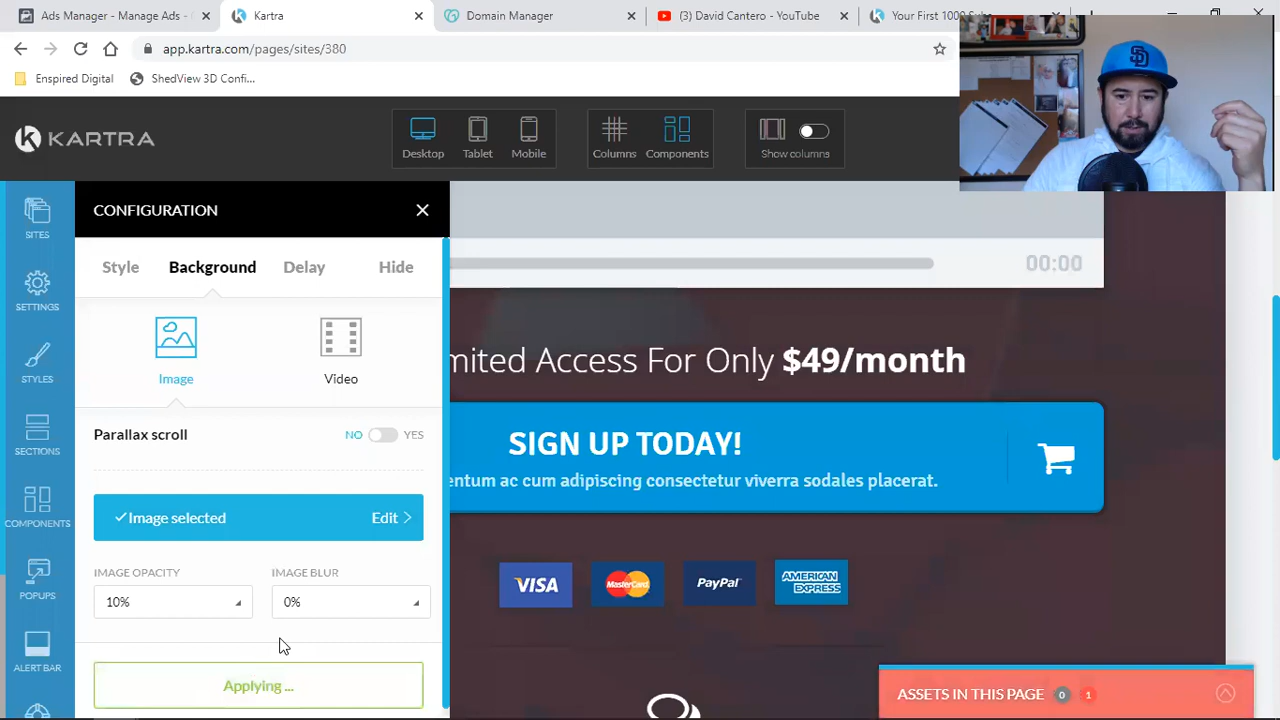 Ads Manager - Manage Ads -
Kartra
Domain Manager
(3) David Cantero - YouTube
Your First 1000
app.kartra.com/pages/sites/380
Enspired Digital
ShedView 3D Confi...
KARTRA
Desktop
Tablet
Mobile
Columns
Components
Show columns
SD
SITES
SETTINGS
STYLES
SECTIONS
COMPONENTS
POPUPS
ALERT BAR
CONFIGURATION
Style
Background
Delay
Hide
Image
Video
Parallax scroll
NO
YES
Image selected
Edit
IMAGE OPACITY
IMAGE BLUR
10%
0%
Applying ...
00:00
mited Access For Only $49/month
SIGN UP TODAY!
entum ac cum adipiscing consectetur viverra sodales placerat.
VISA
MasterCard
PayPal
AMERICAN EXPRESS
ASSETS IN THIS PAGE 0 1